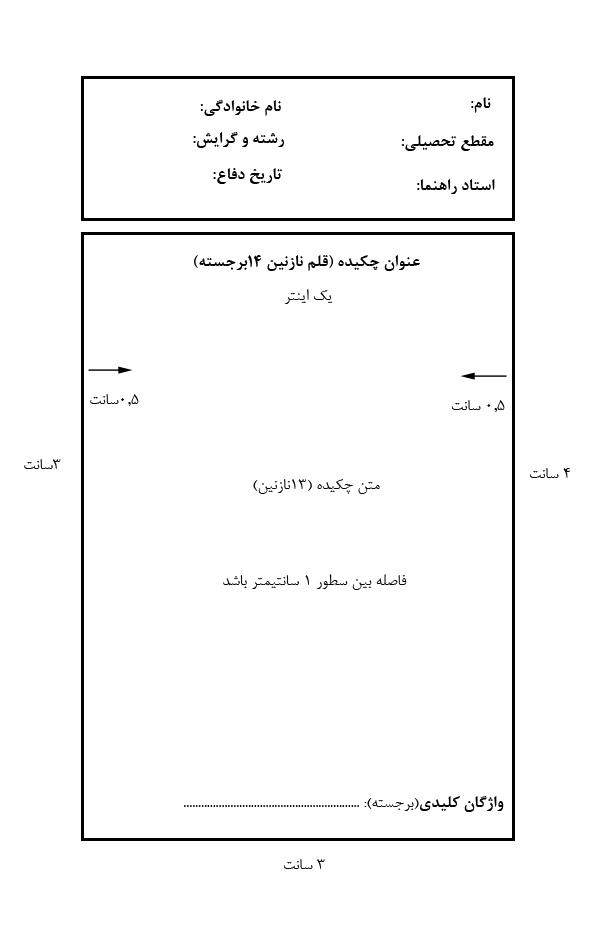 نام: نام خانوادگی:
مقطع تحصیلی: رشته و گرایش:
استاد راهنما: تاریخ دفاع:
عنوان چکیده (قلم نازنین ۱۴برجسته)
یک اینتر
۰,۵ سانت
۰,۵سانت
۴ سانت
۳سانت
متن چکیده (۱۳نازنین)
فاصله بین سطور ۱ سانتیمتر باشد
واژگان کلیدی(برجسته): ............................................................
۳ سانت